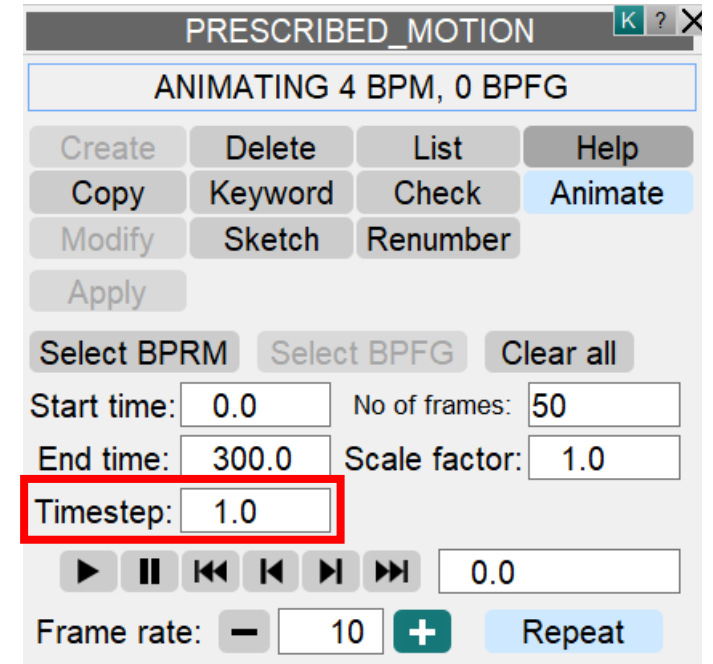 PRESCRIBED_MOTION K ? X
ANIMATING 4 BPM, 0 BPFG
Create Delete List Help
Copy Keyword Check Animate
Modify Sketch Renumber
Apply
Select BPRM Select BPFG Clear all
Start time: 0.0 No of frames: 50
End time: 300.0 Scale factor: 1.0
Timestep: 1.0
0.0
Frame rate: − 10 + Repeat